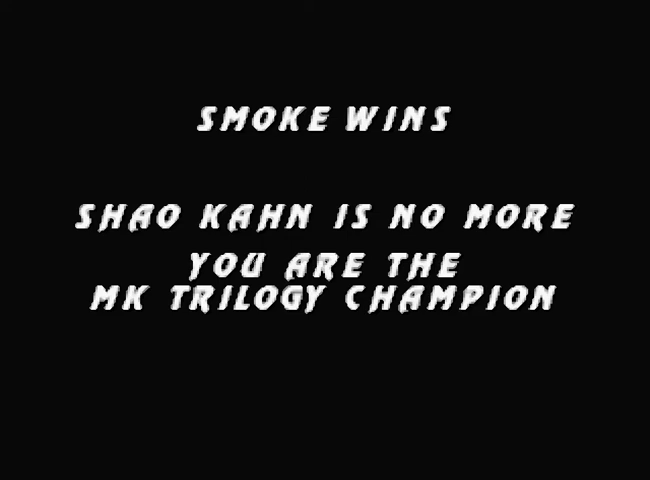 SMOKE WINS
SHAO KAHN IS NO MORE
YOU ARE THE
MK TRILOGY CHAMPION